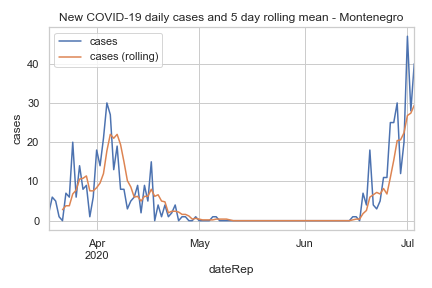 New COVID-19 daily cases and 5 day rolling mean - Montenegro
cases
cases (rolling)
cases
40
30
20
10
0
Apr
2020
May
Jun
Jul
dateRep